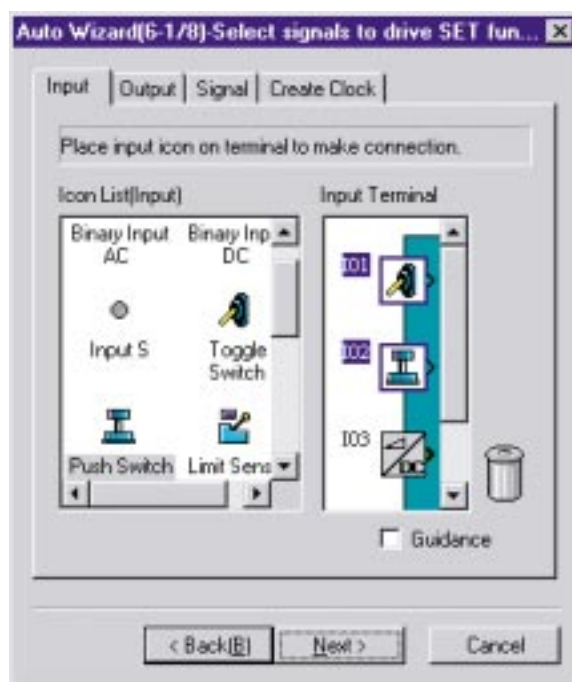 Auto Wizard(6-1/8)-Select signals to drive SET fun...
Input Output Signal Create Clock
Place input icon on terminal to make connection.
Icon List(Input) Input Terminal
Binary Input AC
Binary Inp DC
Input S
Toggle Switch
Push Switch
Limit Sens
I01
I02
I03
DC
Guidance
< Back(B) Next > Cancel